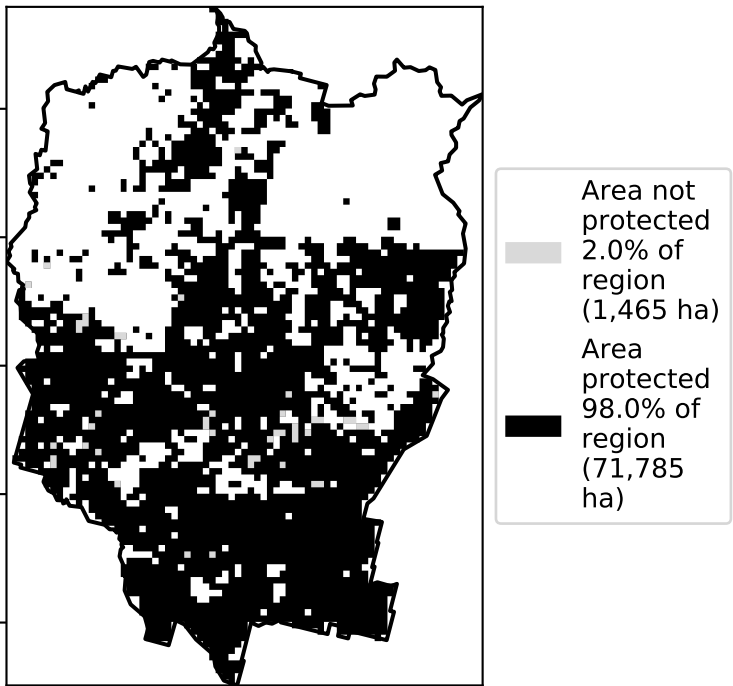 Area not
protected
2.0% of
region
(1,465 ha)
Area
protected
98.0% of
region
(71,785
ha)